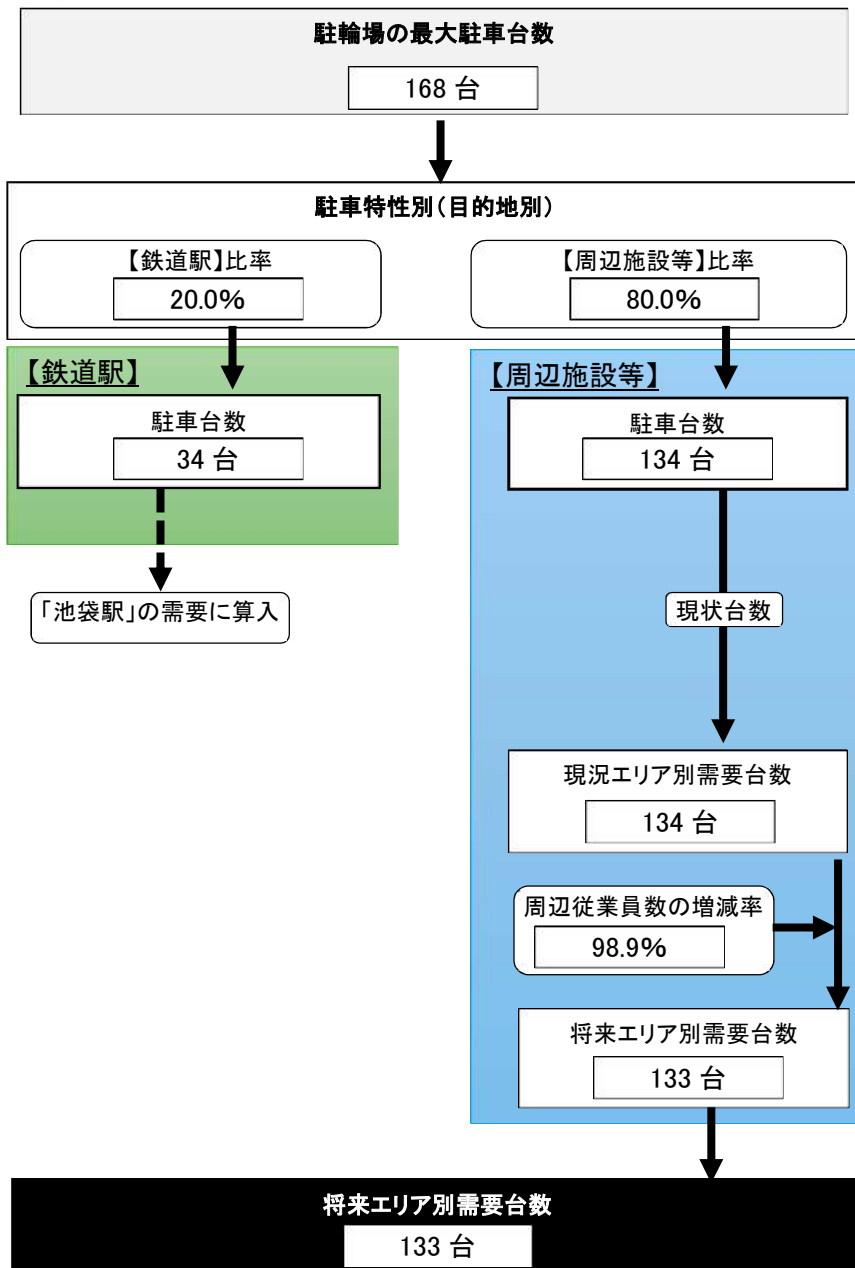 駐輪場の最大駐車台数
168 台
駐車特性別（目的地別）
【鉄道駅】比率
20.0%
【周辺施設等】比率
80.0%
【鉄道駅】
駐車台数
34 台
「池袋駅」の需要に算入
【周辺施設等】
駐車台数
134 台
現状台数
現況エリア別需要台数
134 台
周辺従業員数の増減率
98.9%
将来エリア別需要台数
133 台
将来エリア別需要台数
133 台